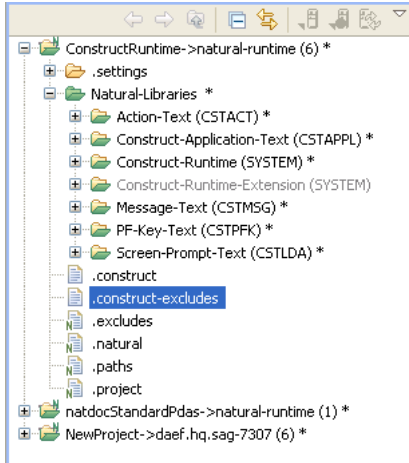 ConstructRuntime->natural-runtime (6) *
.settings
Natural-Libraries *
Action-Text (CSTACT) *
Construct-Application-Text (CSTAPPL) *
Construct-Runtime (SYSTEM) *
Construct-Runtime-Extension (SYSTEM)
Message-Text (CSTMSG) *
PF-Key-Text (CSTPFK) *
Screen-Prompt-Text (CSTLDA) *
.construct
.construct-excludes
.excludes
.natural
.paths
.project
natdocStandardPdas->natural-runtime (1) *
NewProject->daef.hq.sag-7307 (6) *